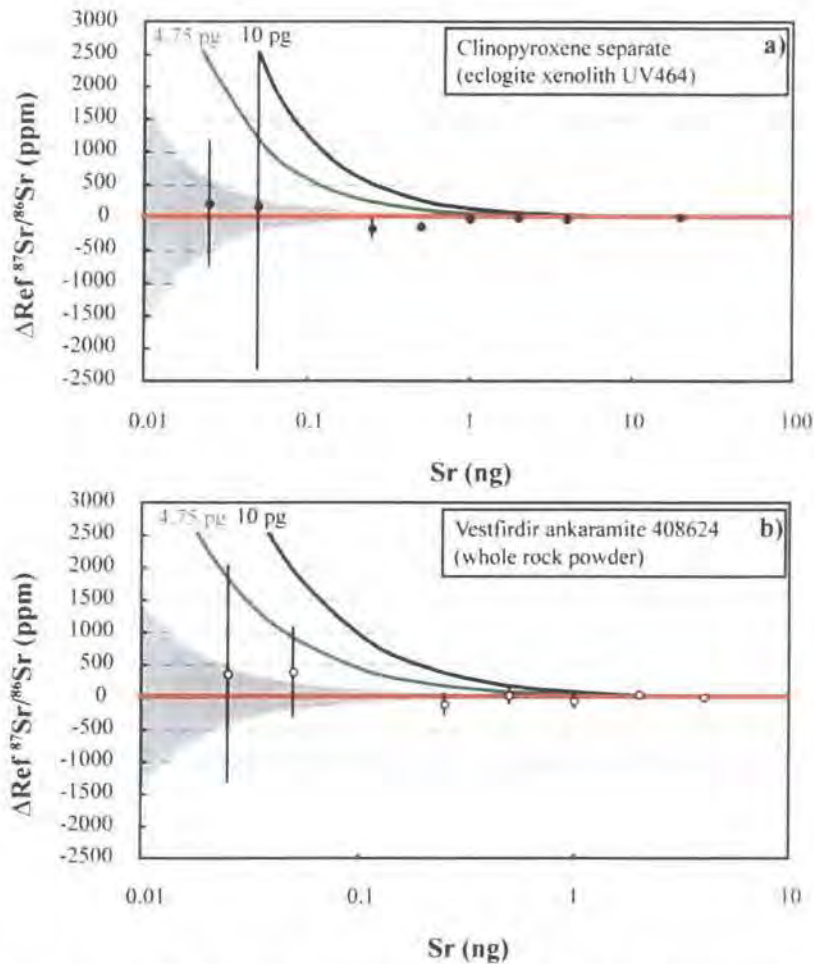 3000
2500
2000
1500
1000
500
0
-500
-1000
-1500
-2000
-2500
ΔRef ⁸⁷Sr/⁸⁶Sr (ppm)
4.75 pg 10 pg
Clinopyroxene separate a)
(eclogite xenolith UV464)
0.01 0.1 1 10 100
Sr (ng)
3000
2500
2000
1500
1000
500
0
-500
-1000
-1500
-2000
-2500
ΔRef ⁸⁷Sr/⁸⁶Sr (ppm)
4.75 pg 10 pg
Vestfirdir ankaramite 408624 b)
(whole rock powder)
0.01 0.1 1 10
Sr (ng)